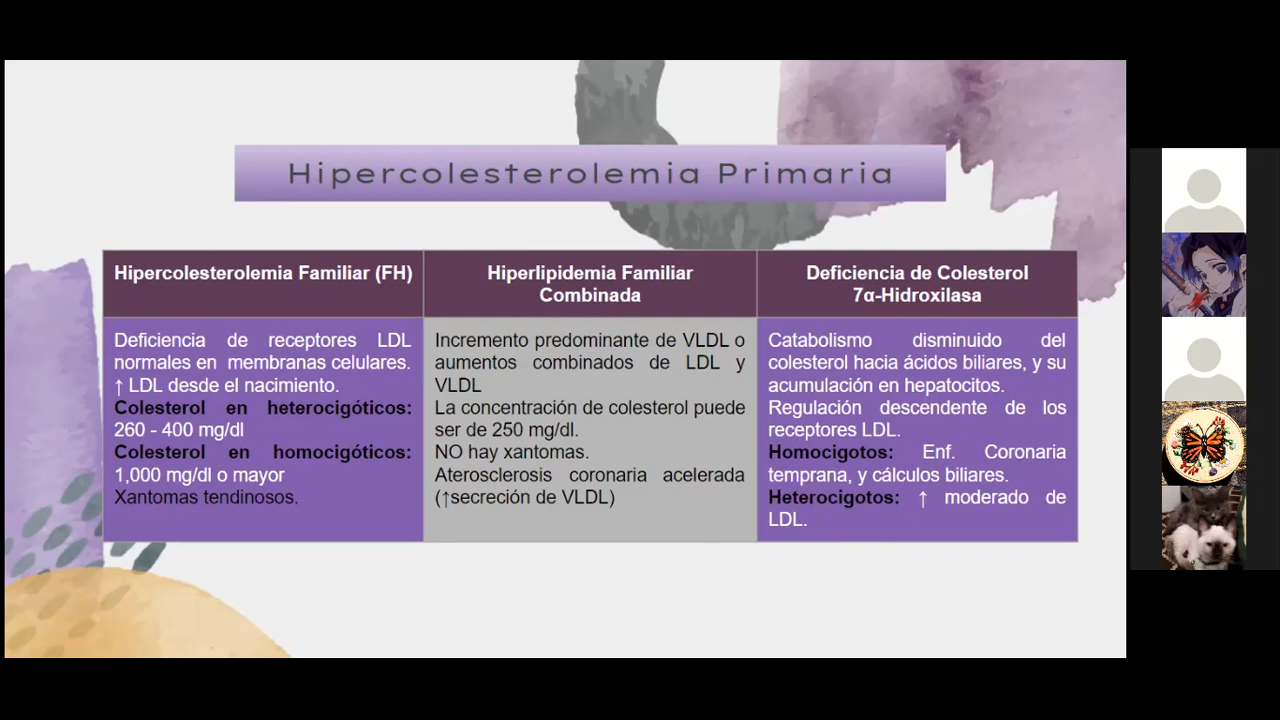 Hipercolesterolemia Primaria
Hipercolesterolemia Familiar (FH)
Deficiencia de receptores LDL
normales en membranas celulares.
↑ LDL desde el nacimiento.
Colesterol en heterocigóticos:
260 - 400 mg/dl
Colesterol en homocigóticos:
1,000 mg/dl o mayor
Xantomas tendinosos.
Hiperlipidemia Familiar
Combinada
Incremento predominante de VLDL o
aumentos combinados de LDL y
VLDL
La concentración de colesterol puede
ser de 250 mg/dl.
NO hay xantomas.
Aterosclerosis coronaria acelerada
(↑secreción de VLDL)
Deficiencia de Colesterol
7α-Hidroxilasa
Catabolismo disminuido del
colesterol hacia ácidos biliares, y su
acumulación en hepatocitos.
Regulación descendente de los
receptores LDL.
Homocigotos: Enf. Coronaria
temprana, y cálculos biliares.
Heterocigotos: ↑ moderado de
LDL.